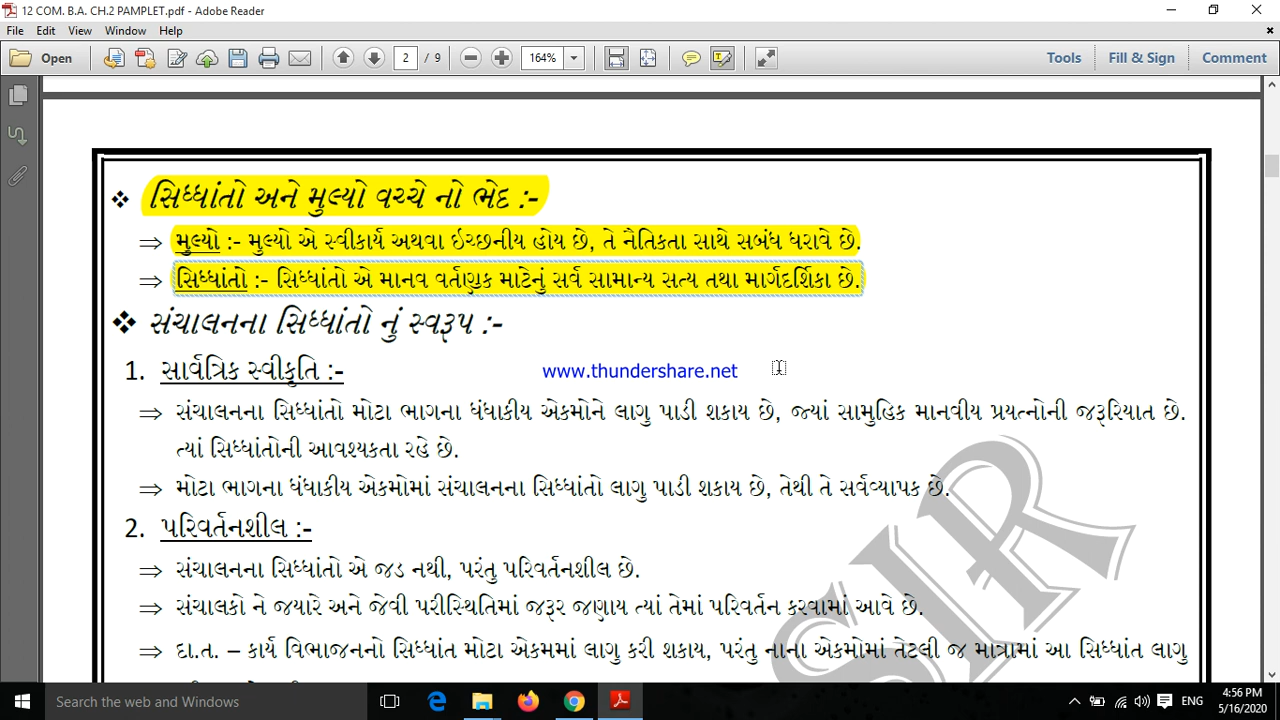 12 COM. B.A. CH.2 PAMPLET.pdf - Adobe Reader
File Edit View Window Help
Open 2 / 9 164% Tools Fill & Sign Comment
❖ સિધ્ધાંતો અને મુલ્યો વચ્ચે નો ભેદ :-
⇒ મુલ્યો :- મુલ્યો એ સ્વીકાર્ય અથવા ઇચ્છનીય હોય છે, તે નૈતિકતા સાથે સબંધ ધરાવે છે.
⇒ સિધ્ધાંતો :- સિધ્ધાંતો એ માનવ વર્તણુક માટેનું સર્વ સામાન્ય સત્ય તથા માર્ગદર્શિકા છે.
❖ સંચાલનના સિધ્ધાંતો નું સ્વરૂપ :-
1. સાર્વત્રિક સ્વીકૃતિ :-
www.thundershare.net
⇒ સંચાલનના સિધ્ધાંતો મોટા ભાગના ધંધાકીય એકમોને લાગુ પાડી શકાય છે, જ્યાં સામુહિક માનવીય પ્રયત્નોની જરૂરિયાત છે.
ત્યાં સિધ્ધાંતોની આવશ્યકતા રહે છે.
⇒ મોટા ભાગના ધંધાકીય એકમોમાં સંચાલનના સિધ્ધાંતો લાગુ પાડી શકાય છે, તેથી તે સર્વવ્યાપક છે.
2. પરિવર્તનશીલ :-
⇒ સંચાલનના સિધ્ધાંતો એ જડ નથી, પરંતુ પરિવર્તનશીલ છે.
⇒ સંચાલકો ને જયારે અને જેવી પરીસ્થિતિમાં જરૂર જણાય ત્યાં તેમાં પરિવર્તન કરવામાં આવે છે.
⇒ દા.ત. – કાર્ય વિભાજનનો સિધ્ધાંત મોટા એકમમાં લાગુ કરી શકાય, પરંતુ નાના એકમોમાં તેટલી જ માત્રામાં આ સિધ્ધાંત લાગુ
SIR
Search the web and Windows
ENG 4:56 PM
5/16/2020